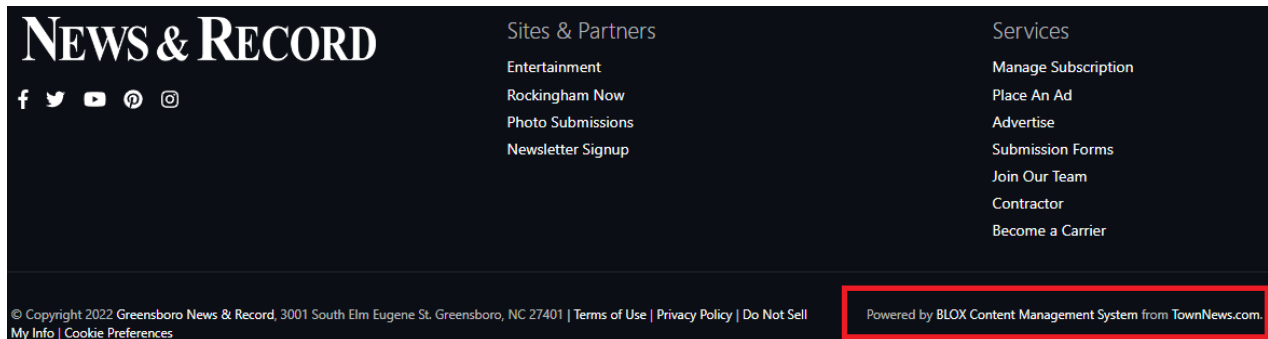 NEWS & RECORD
Sites & Partners
Entertainment
Rockingham Now
Photo Submissions
Newsletter Signup
Services
Manage Subscription
Place An Ad
Advertise
Submission Forms
Join Our Team
Contractor
Become a Carrier
© Copyright 2022 Greensboro News & Record, 3001 South Elm Eugene St. Greensboro, NC 27401 | Terms of Use | Privacy Policy | Do Not Sell
My Info | Cookie Preferences
Powered by BLOX Content Management System from TownNews.com.